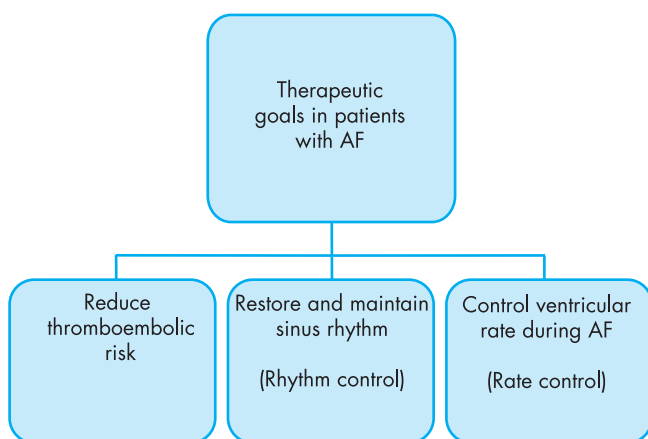 Therapeutic
goals in patients
with AF
Reduce
thromboembolic
risk
Restore and maintain
sinus rhythm
(Rhythm control)
Control ventricular
rate during AF
(Rate control)